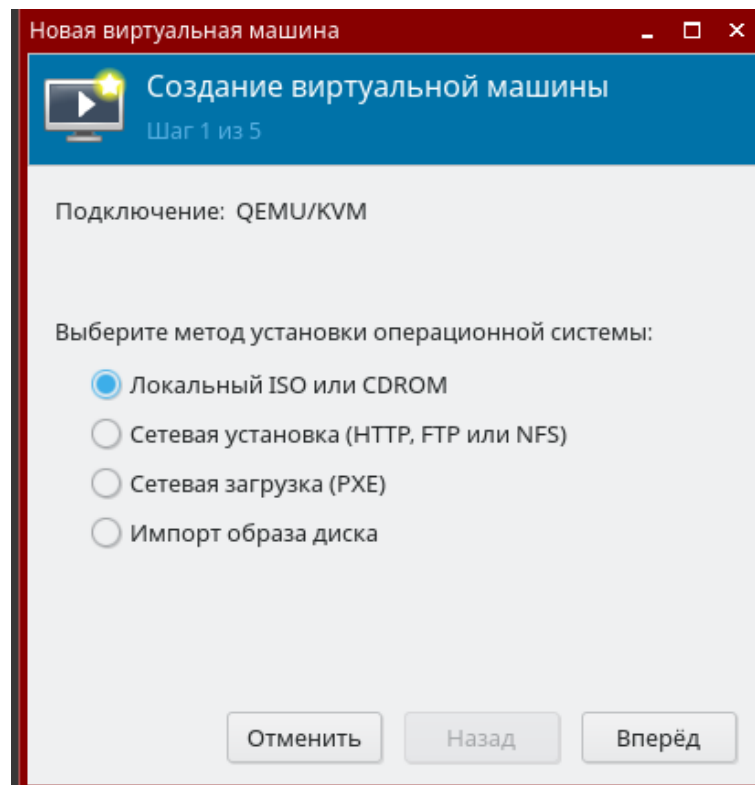 Новая виртуальная машина
Создание виртуальной машины
Шаг 1 из 5
Подключение: QEMU/KVM
Выберите метод установки операционной системы:
Локальный ISO или CDROM
Сетевая установка (HTTP, FTP или NFS)
Сетевая загрузка (PXE)
Импорт образа диска
Отменить Назад Вперёд